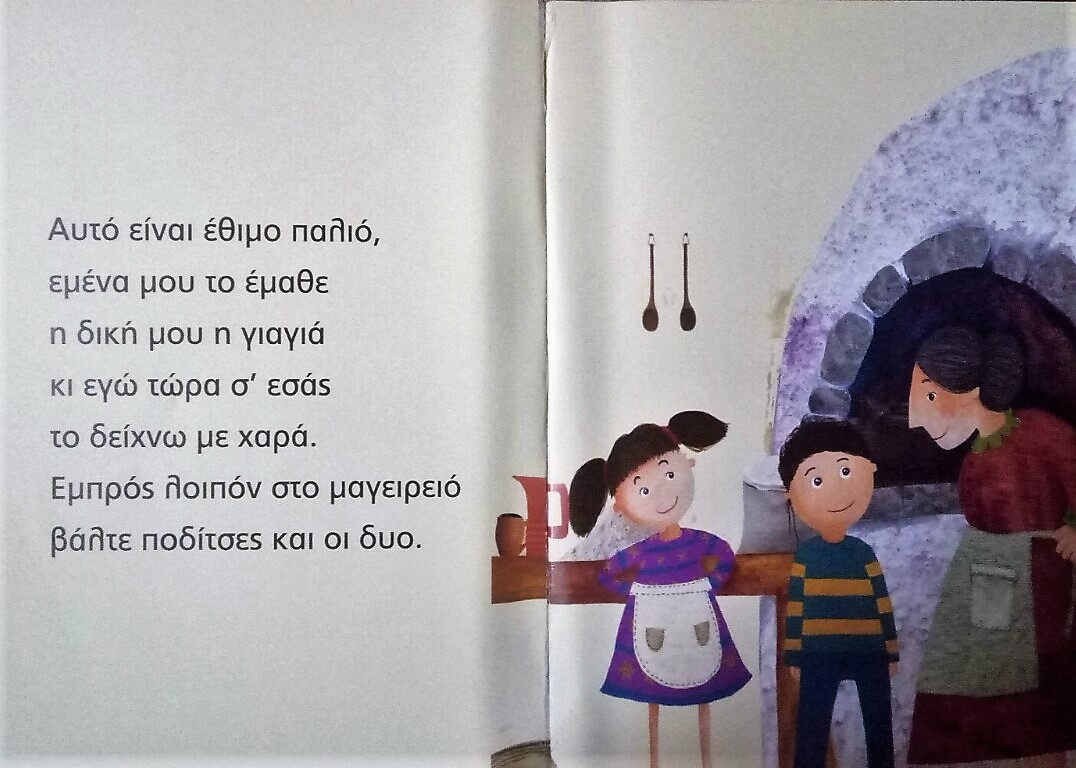 Αυτό είναι έθιμο παλιό,
εμένα μου το έμαθε
η δική μου η γιαγιά
κι εγώ τώρα σ’ εσάς
το δείχνω με χαρά.
Εμπρός λοιπόν στο μαγειρειό
βάλτε ποδίτσες και οι δυο.